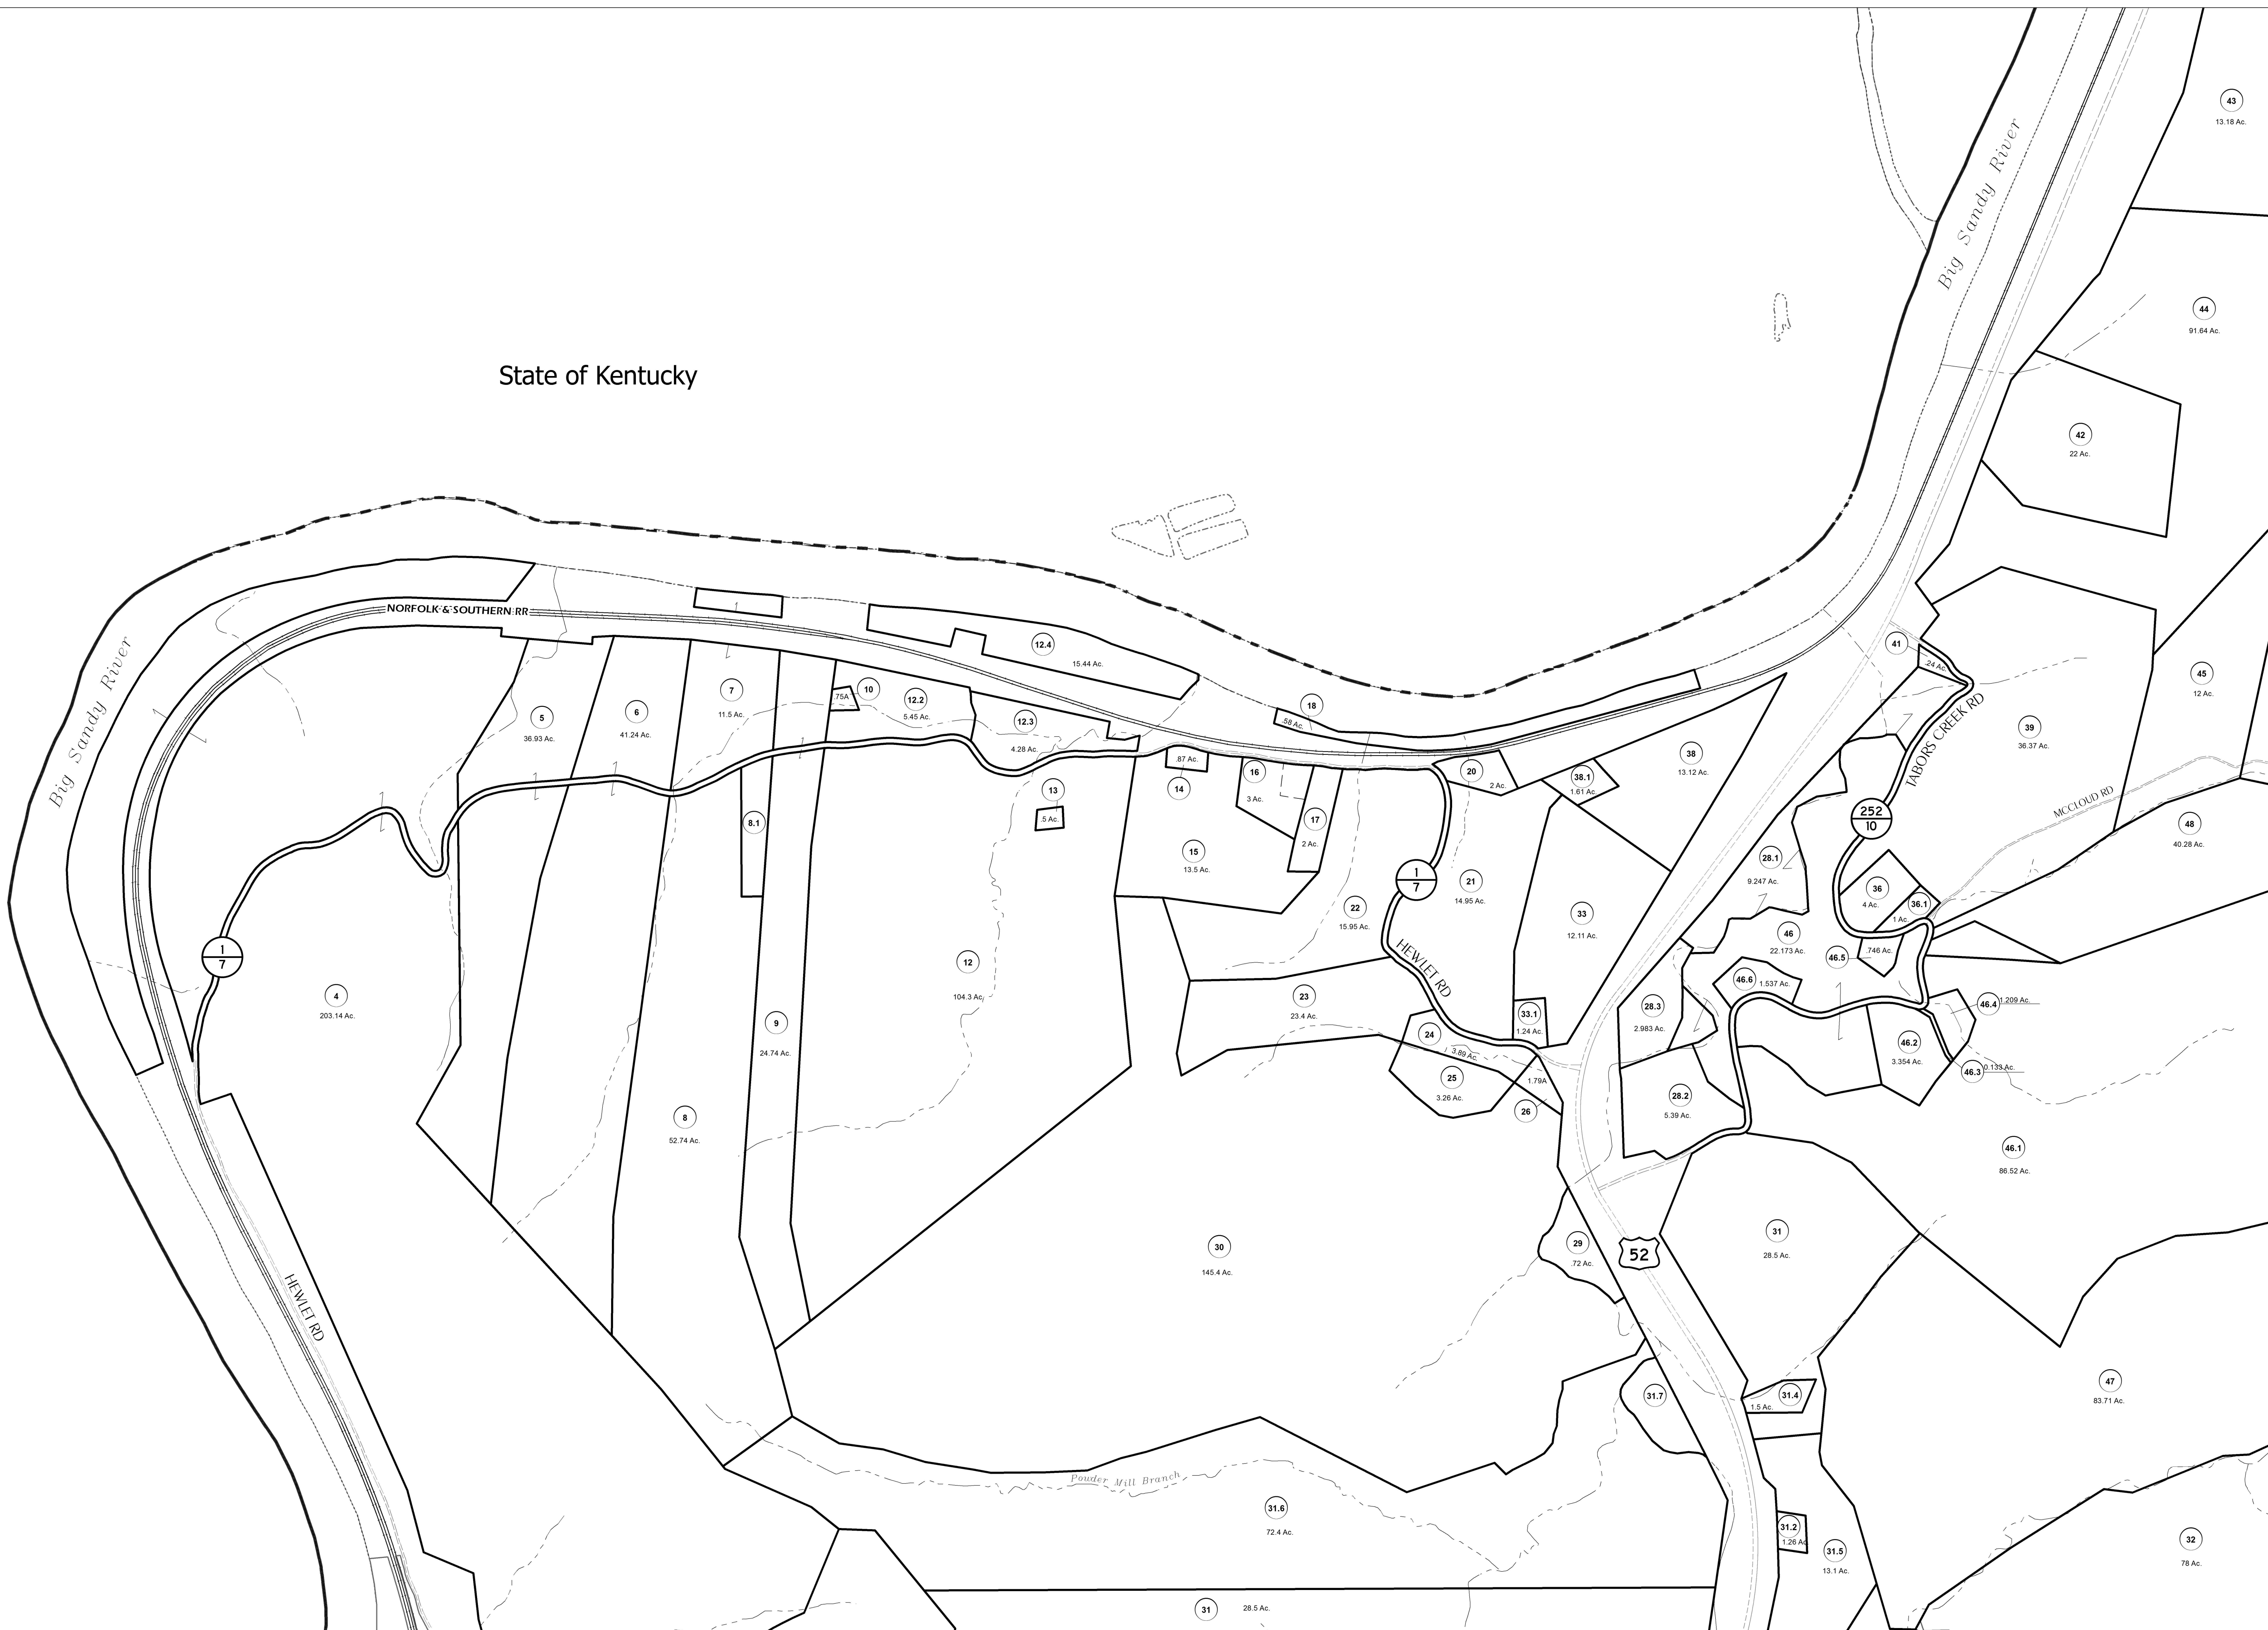 43
13.18 Ac.
Big Sandy River
44
91.64 Ac.
State of Kentucky
42
22 Ac.
NORFOLK & SOUTHERN RR
Big Sandy River
12.4
15.44 Ac.
41
.24 Ac.
45
12 Ac.
5
36.93 Ac.
6
41.24 Ac.
7
11.5 Ac.
.75A
10
12.2
5.45 Ac.
12.3
4.28 Ac.
18
.58 Ac.
39
36.37 Ac.
TABORS CREEK RD
38
13.12 Ac.
.87 Ac.
14
16
3 Ac.
20
2 Ac.
38.1
1.61 Ac.
13
.5 Ac.
17
2 Ac.
8.1
252
10
MCCLOUD RD
48
40.28 Ac.
15
13.5 Ac.
28.1
9.247 Ac.
1
7
21
14.95 Ac.
36
4 Ac.
36.1
1 Ac.
22
15.95 Ac.
33
12.11 Ac.
46
22.173 Ac.
46.5
.746 Ac.
1
7
HEWLET RD
12
104.3 Ac.
4
203.14 Ac.
23
23.4 Ac.
46.6
1.537 Ac.
46.4
1.209 Ac.
28.3
2.983 Ac.
33.1
1.24 Ac.
9
24.74 Ac.
24
3.89 Ac.
46.2
3.354 Ac.
46.3
0.133 Ac.
25
3.26 Ac.
1.79A
26
28.2
5.39 Ac.
8
52.74 Ac.
46.1
86.52 Ac.
31
28.5 Ac.
30
145.4 Ac.
29
.72 Ac.
52
HEWLET RD
31.7
31.4
1.5 Ac.
47
83.71 Ac.
Powder Mill Branch
31.6
72.4 Ac.
31.2
1.26 Ac
31.5
13.1 Ac.
32
78 Ac.
31
28.5 Ac.